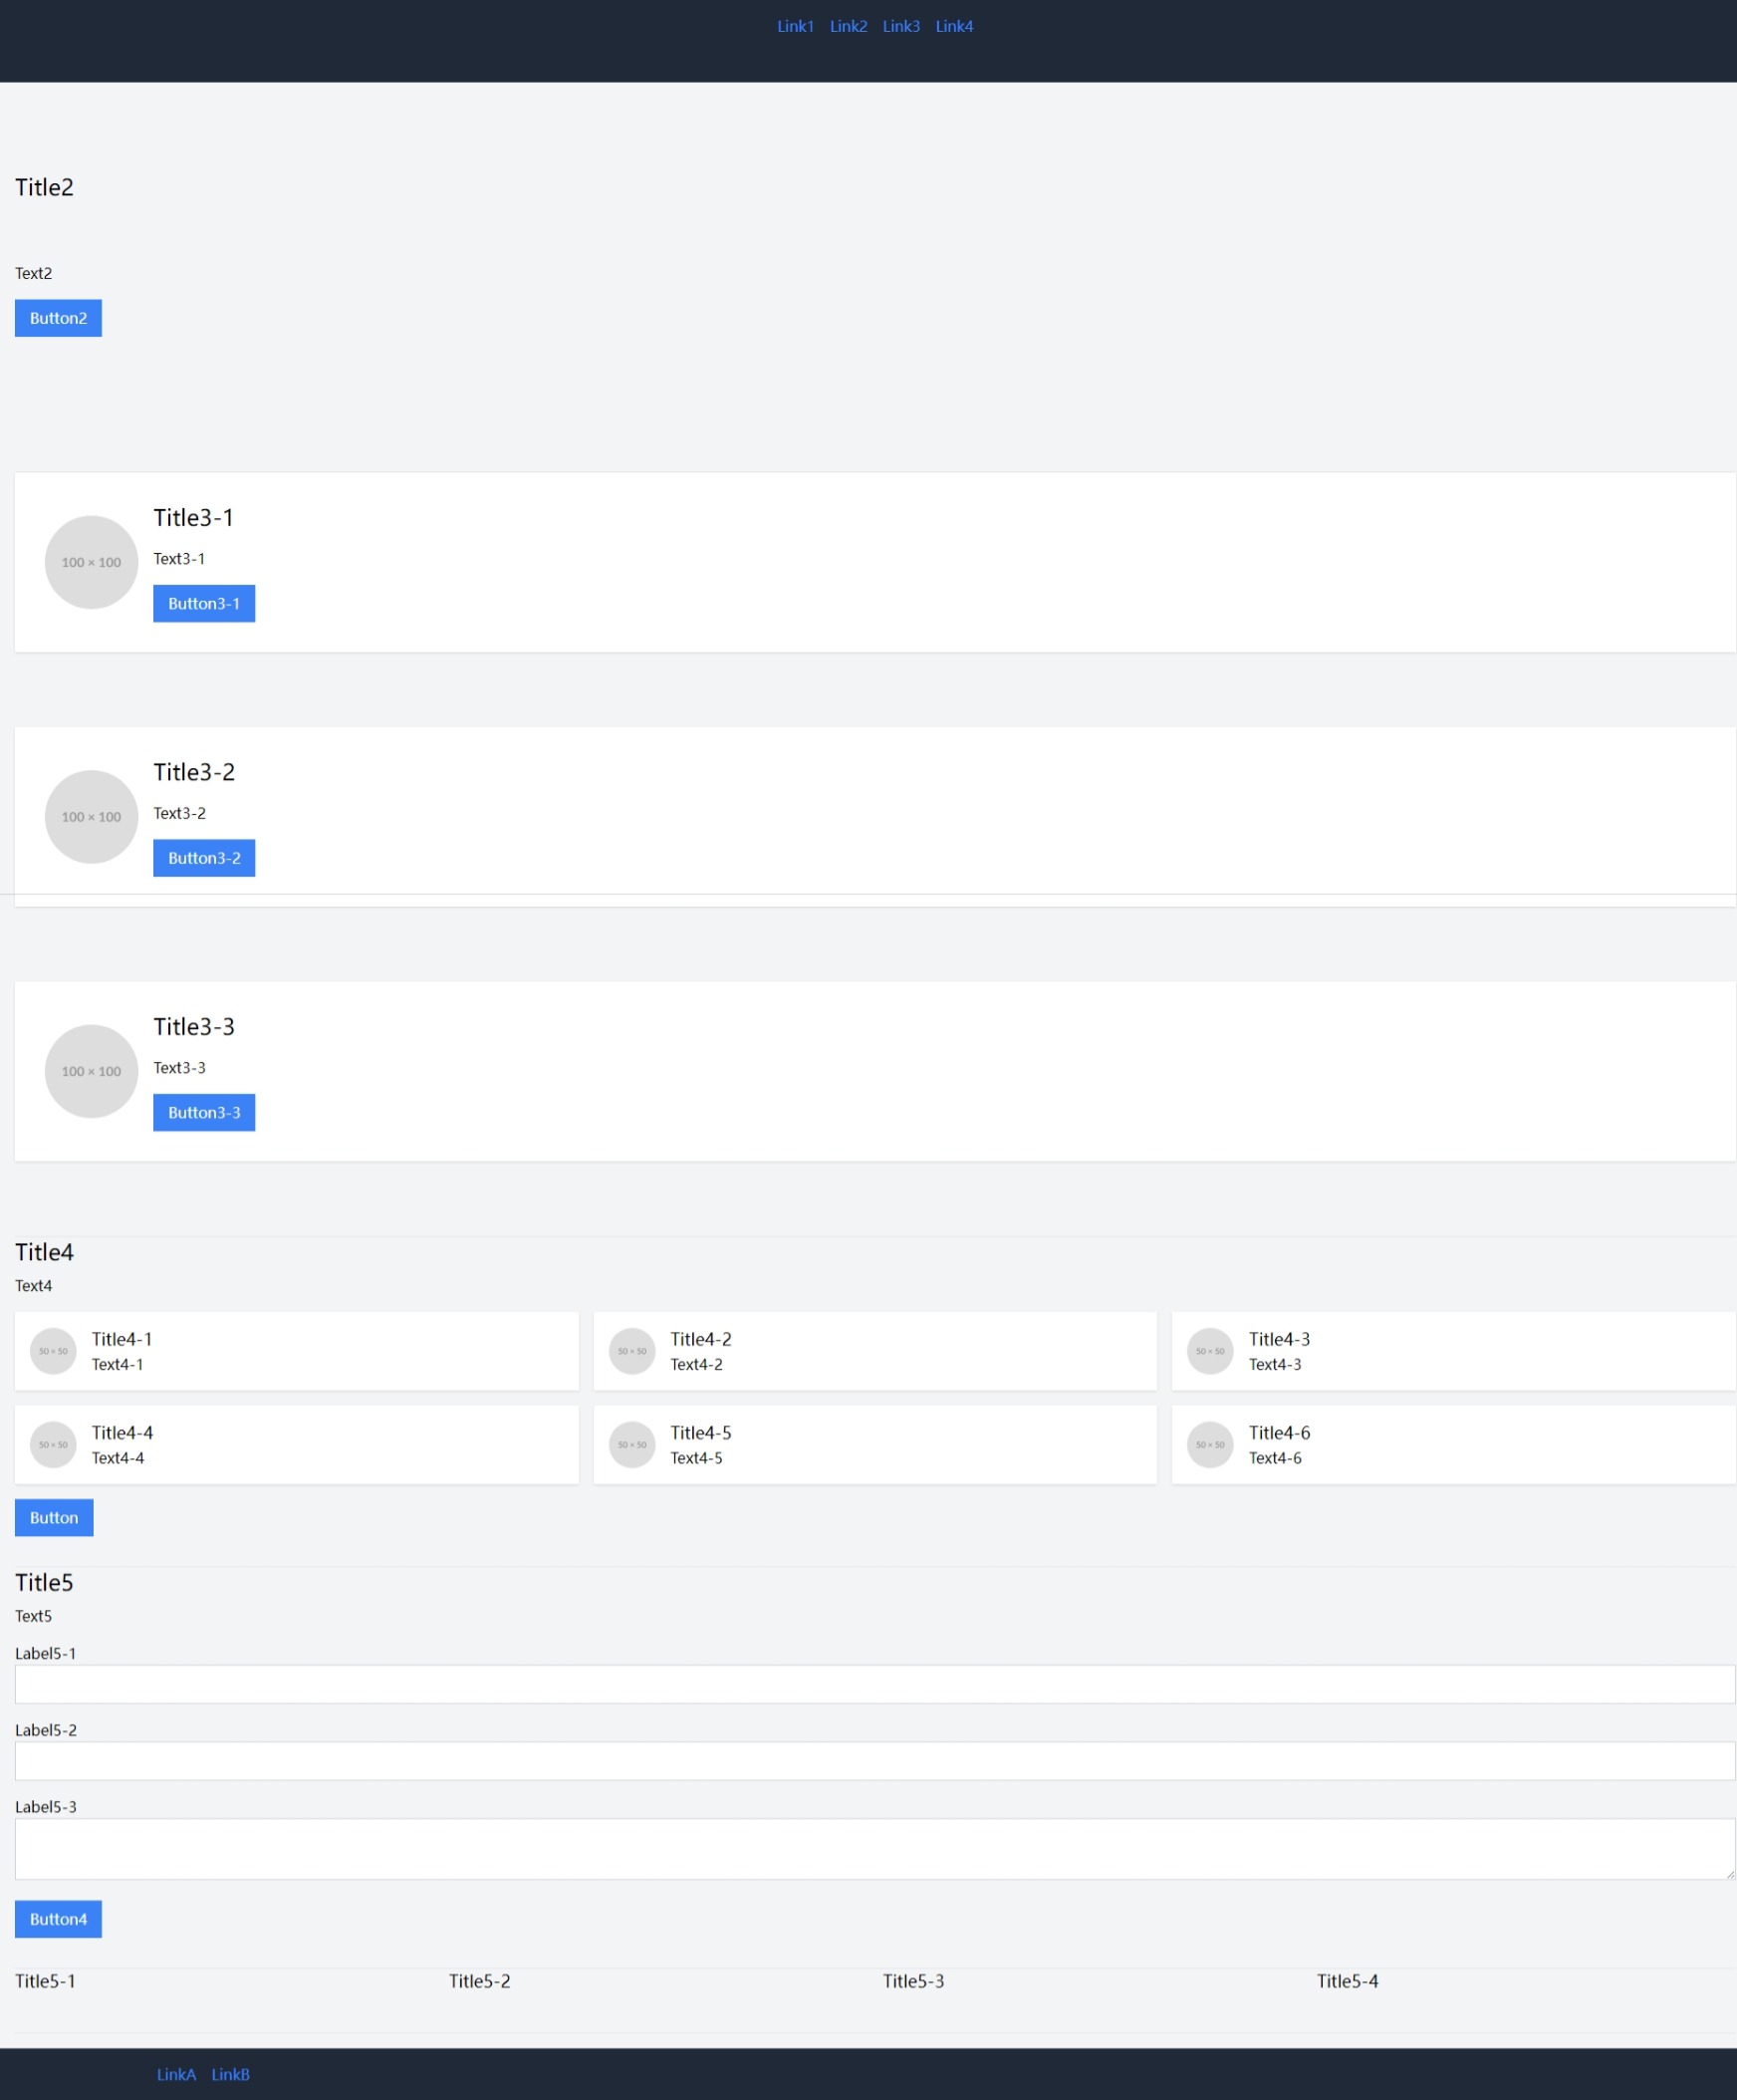 Link1 Link2 Link3 Link4
Title2
Text2
Button2
100 × 100
Title3-1
Text3-1
Button3-1
100 × 100
Title3-2
Text3-2
Button3-2
100 × 100
Title3-3
Text3-3
Button3-3
Title4
Text4
50 × 50
Title4-1
Text4-1
50 × 50
Title4-2
Text4-2
50 × 50
Title4-3
Text4-3
50 × 50
Title4-4
Text4-4
50 × 50
Title4-5
Text4-5
50 × 50
Title4-6
Text4-6
Button
Title5
Text5
Label5-1
Label5-2
Label5-3
Button4
Title5-1 Title5-2 Title5-3 Title5-4
LinkA LinkB